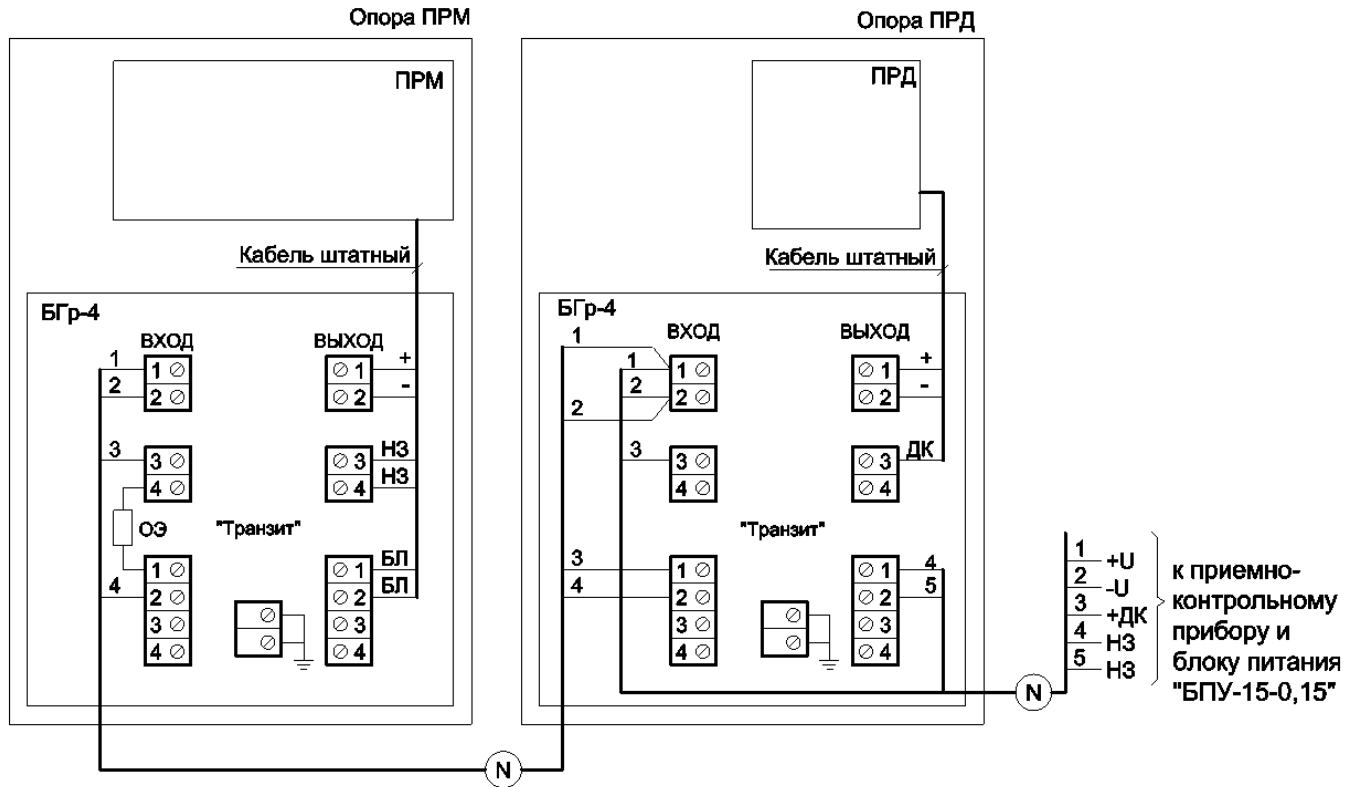 Опора ПРМ
ПРМ
Кабель штатный
БГр-4
ВХОД
ВЫХОД
1
1
1
+
2
2
2
-
3
3
3
НЗ
4
4
НЗ
ОЭ
"Транзит"
1
1
БЛ
4
2
2
БЛ
3
3
4
4
Опора ПРД
ПРД
Кабель штатный
БГр-4
ВХОД
ВЫХОД
1
1
1
1
+
2
2
2
-
2
3
3
3
ДК
4
4
"Транзит"
3
1
1
4
4
2
2
5
3
3
4
4
N
N
1
+U
2
-U
3
+ДК
4
НЗ
5
НЗ
к приемно-
контрольному
прибору и
блоку питания
"БПУ-15-0,15"